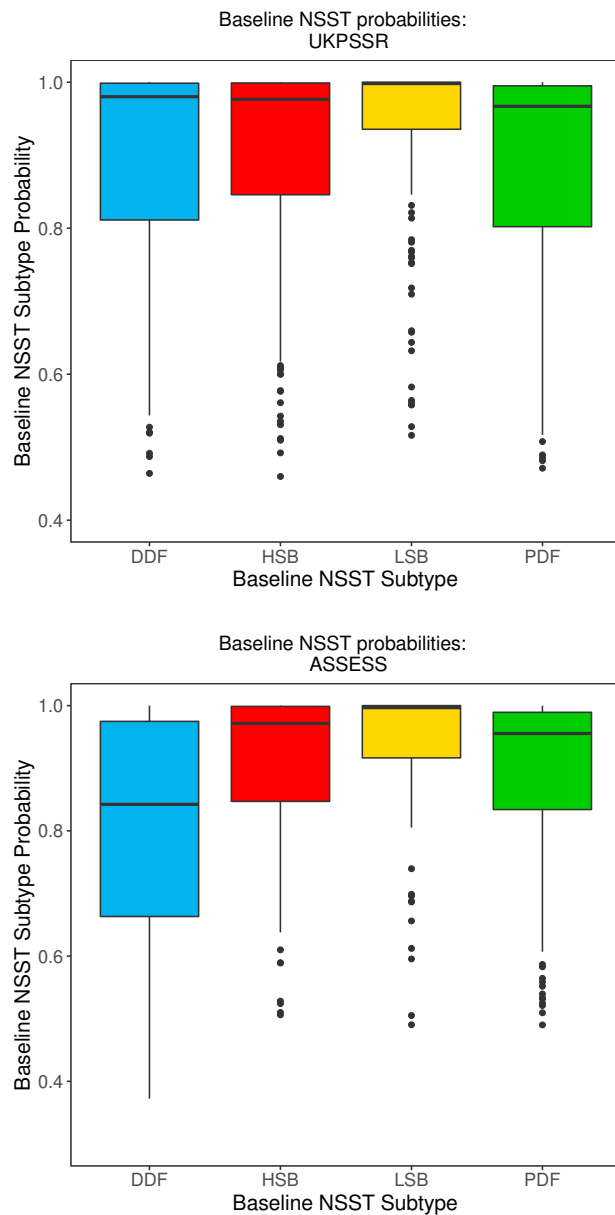 Baseline NSST probabilities:
UKPSSR
Baseline NSST Subtype Probability
1.0
0.8
0.6
0.4
DDF HSB LSB PDF
Baseline NSST Subtype
Baseline NSST probabilities:
ASSESS
Baseline NSST Subtype Probability
1.0
0.8
0.6
0.4
DDF HSB LSB PDF
Baseline NSST Subtype